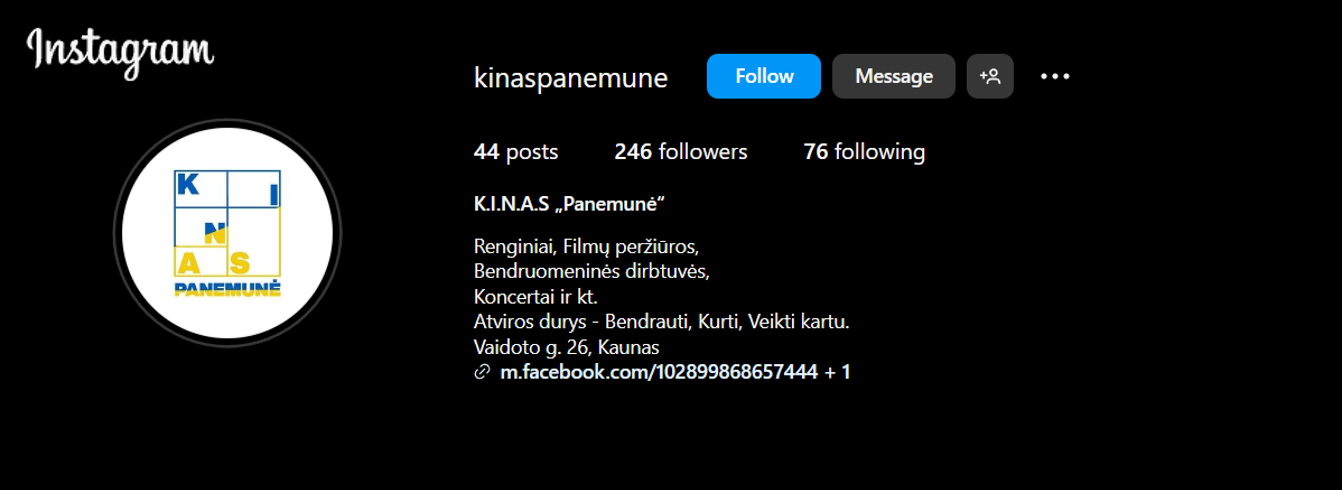 Instagram
kinaspanemune Follow Message
44 posts 246 followers 76 following
K I
N
A S
PANEMUNĖ
K.I.N.A.S „Panemunė“
Renginiai, Filmų peržiūros,
Bendruomeninės dirbtuvės,
Koncertai ir kt.
Atviros durys - Bendrauti, Kurti, Veikti kartu.
Vaidoto g. 26, Kaunas
m.facebook.com/102899868657444 + 1